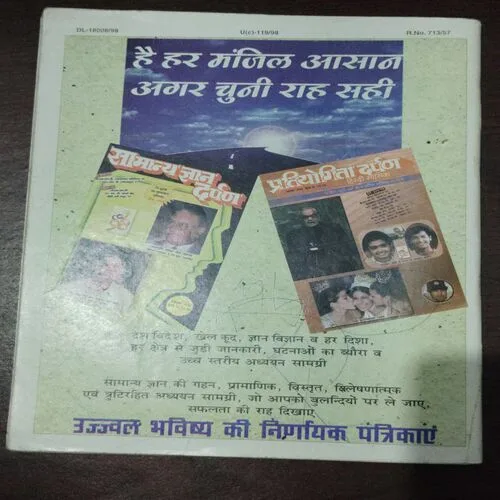 DL-18008/98 U(c)-119/98 R.No. 713/57
है हर मंजिल आसान
अगर चुनी राह सही
सामान्य ज्ञान
दर्पण
प्रतियोगिता दर्पण
हिन्दी मासिक
देश विदेश, खेल कूद, ज्ञान विज्ञान व हर दिशा,
हर क्षेत्र से जुडी जानकारी, घटनाओं का ब्यौरा व
उच्च स्तरीय अध्ययन सामग्री
सामान्य ज्ञान की गहन, प्रामाणिक, विस्तृत, विलेषणात्मक
एवं त्रुटिरहित अध्ययन सामग्री, जो आपको बुलन्दियों पर ले जाए,
सफलता की राह दिखाए
उज्ज्वल भविष्य की निर्णायक पत्रिकाएं